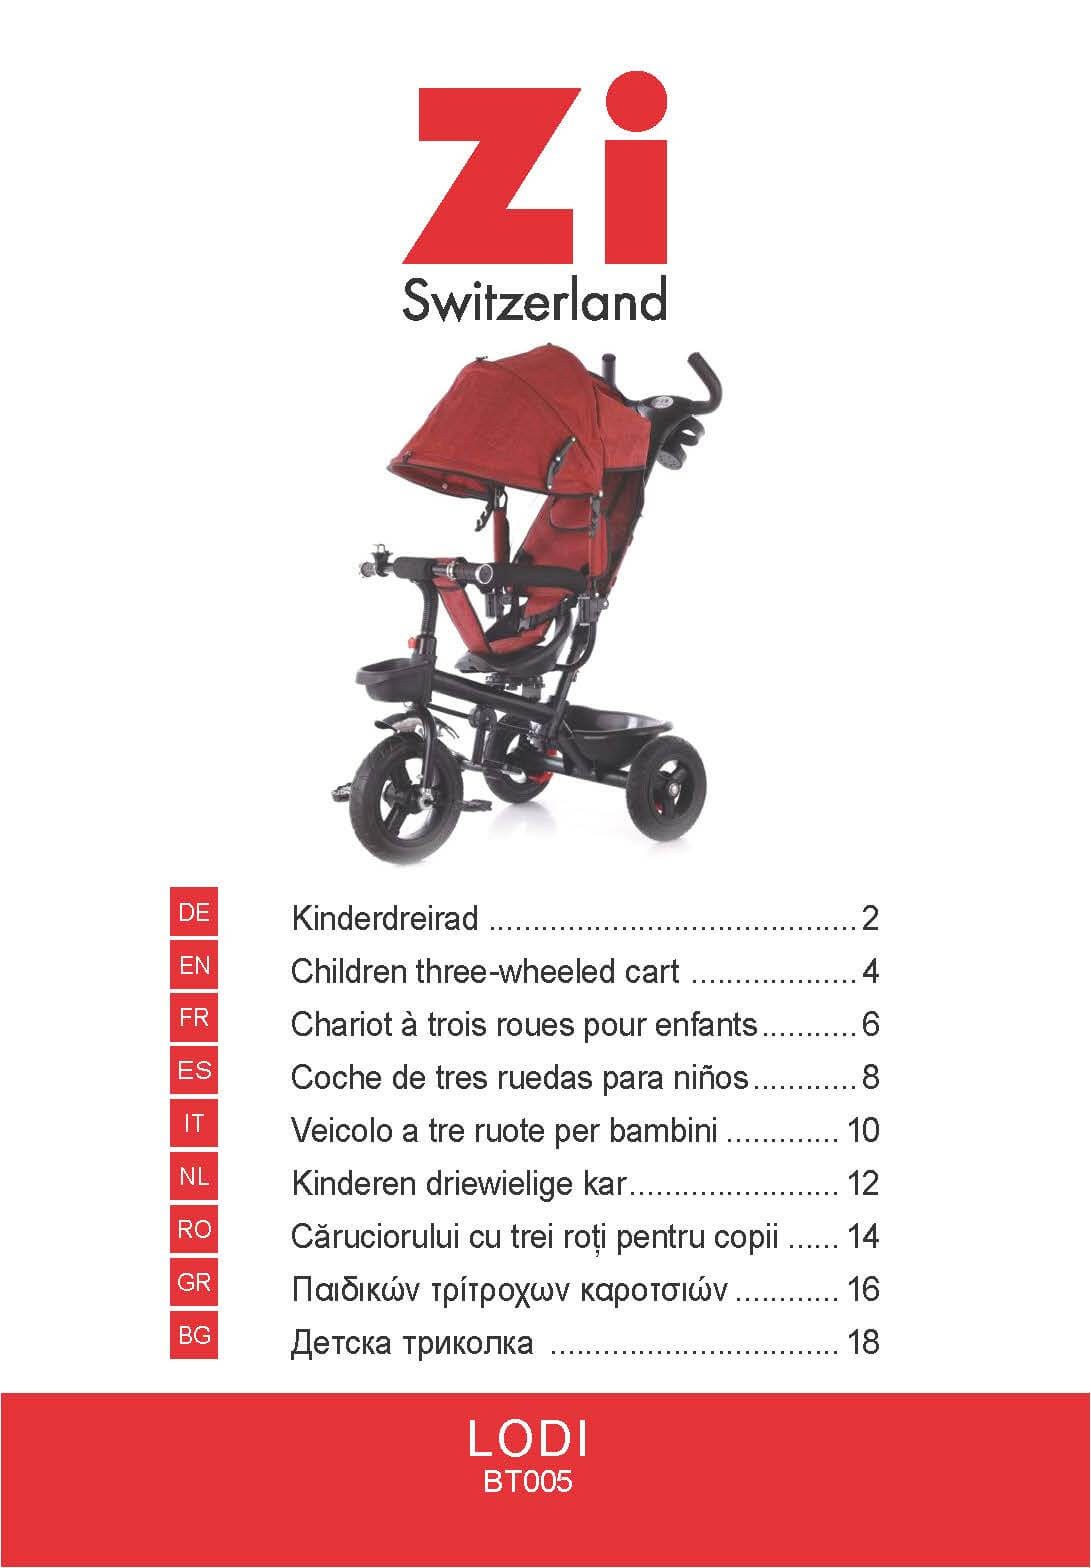 Zi
Switzerland
DE Kinderdreirad .......................................... 2
EN Children three-wheeled cart ................... 4
FR Chariot à trois roues pour enfants........... 6
ES Coche de tres ruedas para niños............ 8
IT Veicolo a tre ruote per bambini ............. 10
NL Kinderen driewielige kar........................ 12
RO Căruciorului cu trei roți pentru copii ...... 14
GR Παιδικών τρίτροχων καροτσιών ............ 16
BG Детска триколка ................................. 18
LODI
BT005